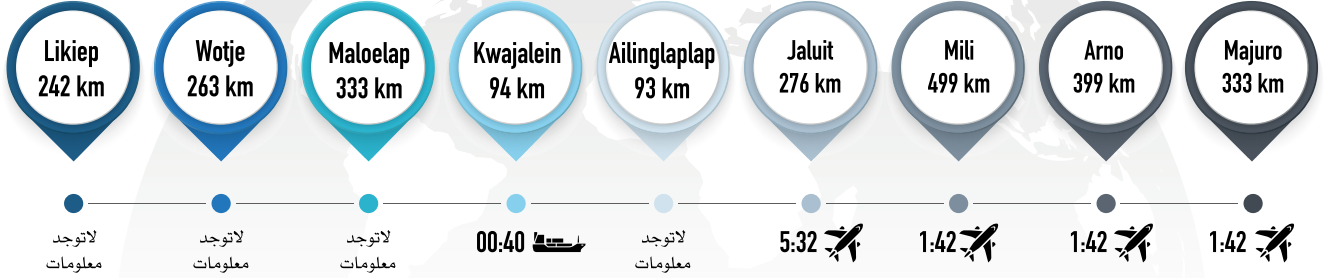 Likiep
242 km
Wotje
263 km
Maloelap
333 km
Kwajalein
94 km
Ailinglaplap
93 km
Jaluit
276 km
Mili
499 km
Arno
399 km
Majuro
333 km
لاتوجد
معلومات
لاتوجد
معلومات
لاتوجد
معلومات
00:40
لاتوجد
معلومات
5:32
1:42
1:42
1:42